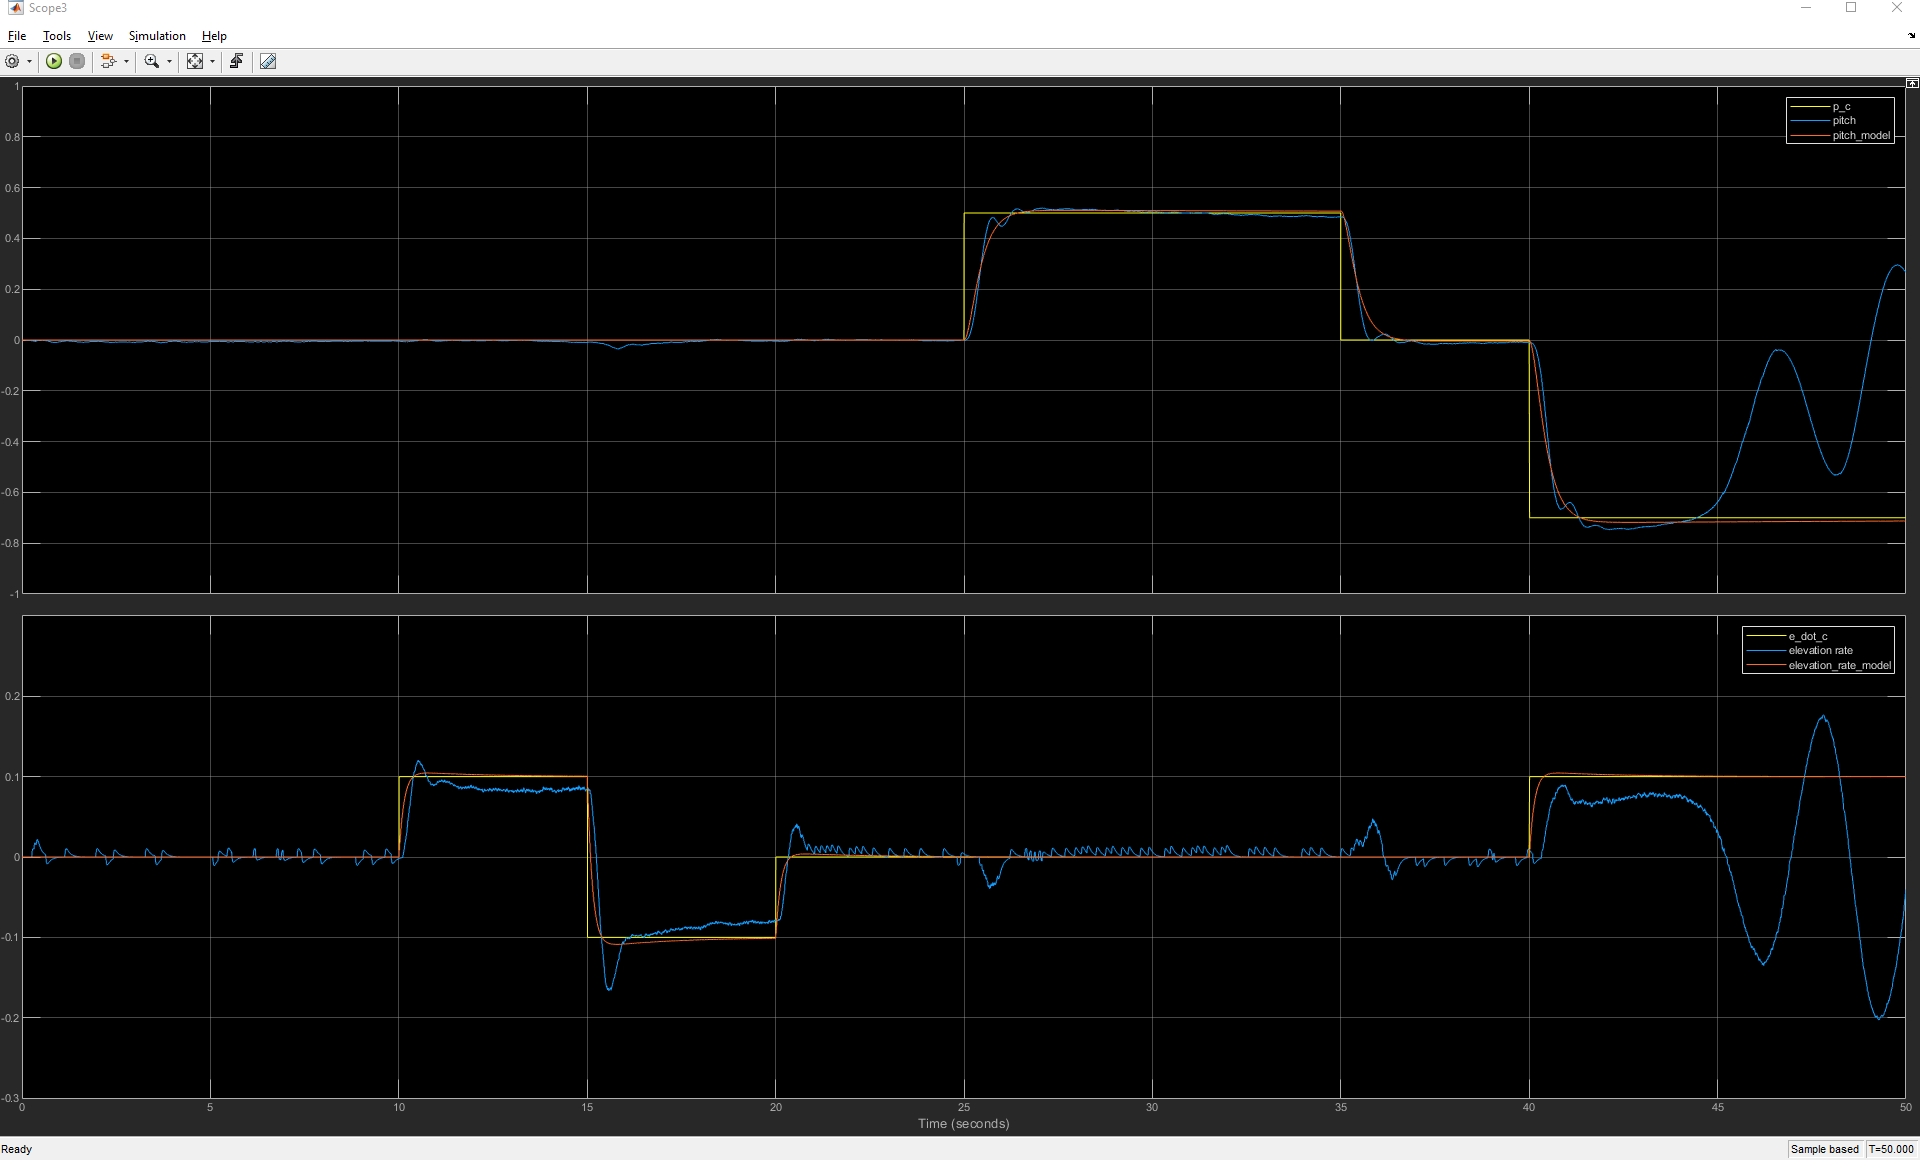 Scope3
File Tools View Simulation Help
1
0.8
0.6
0.4
0.2
0
-0.2
-0.4
-0.6
-0.8
-1
p_c
pitch
pitch_model
0.2
0.1
0
-0.1
-0.2
-0.3
e_dot_c
elevation rate
elevation_rate_model
0 5 10 15 20 25 30 35 40 45 50
Time (seconds)
Ready
Sample based T=50.000